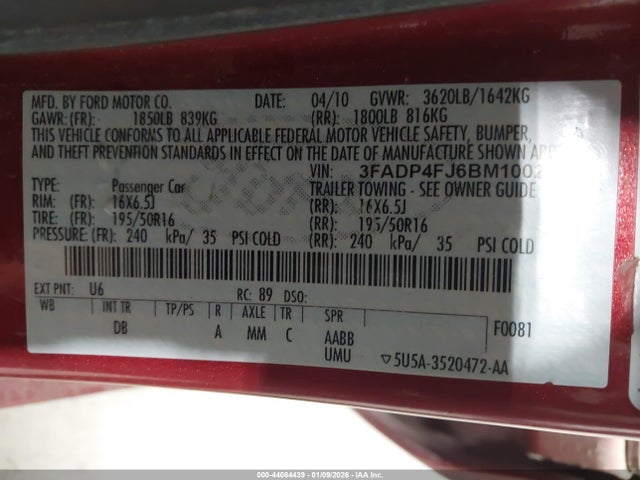 MFD. BY FORD MOTOR CO. DATE: 04/10 GVWR: 3620LB/1642KG
GAWR: (FR): 1850LB 839KG (RR): 1800LB 816KG
THIS VEHICLE CONFORMS TO ALL APPLICABLE FEDERAL MOTOR VEHICLE SAFETY, BUMPER,
AND THEFT PREVENTION STANDARDS IN EFFECT ON THE DATE OF MANUFACTURE SHOWN
VIN: 3FADP4FJ6BM1002
TYPE: Passenger Car TRAILER TOWING - SEE OWNER GUIDE
RIM: (FR): 16X6.5J (RR): 16X6.5J
TIRE: (FR): 195/50R16 (RR): 195/50R16
PRESSURE: (FR): 240 kPa/ 35 PSI COLD (RR): 240 kPa/ 35 PSI COLD
EXT PNT: U6 RC: 89 DSO:
WB INT TR TP/PS R AXLE TR SPR F0081
DB A MM C AABB
UMU ▽5U5A-3520472-AA
000-44084439 - 01/09/2026 - IAAI.CA